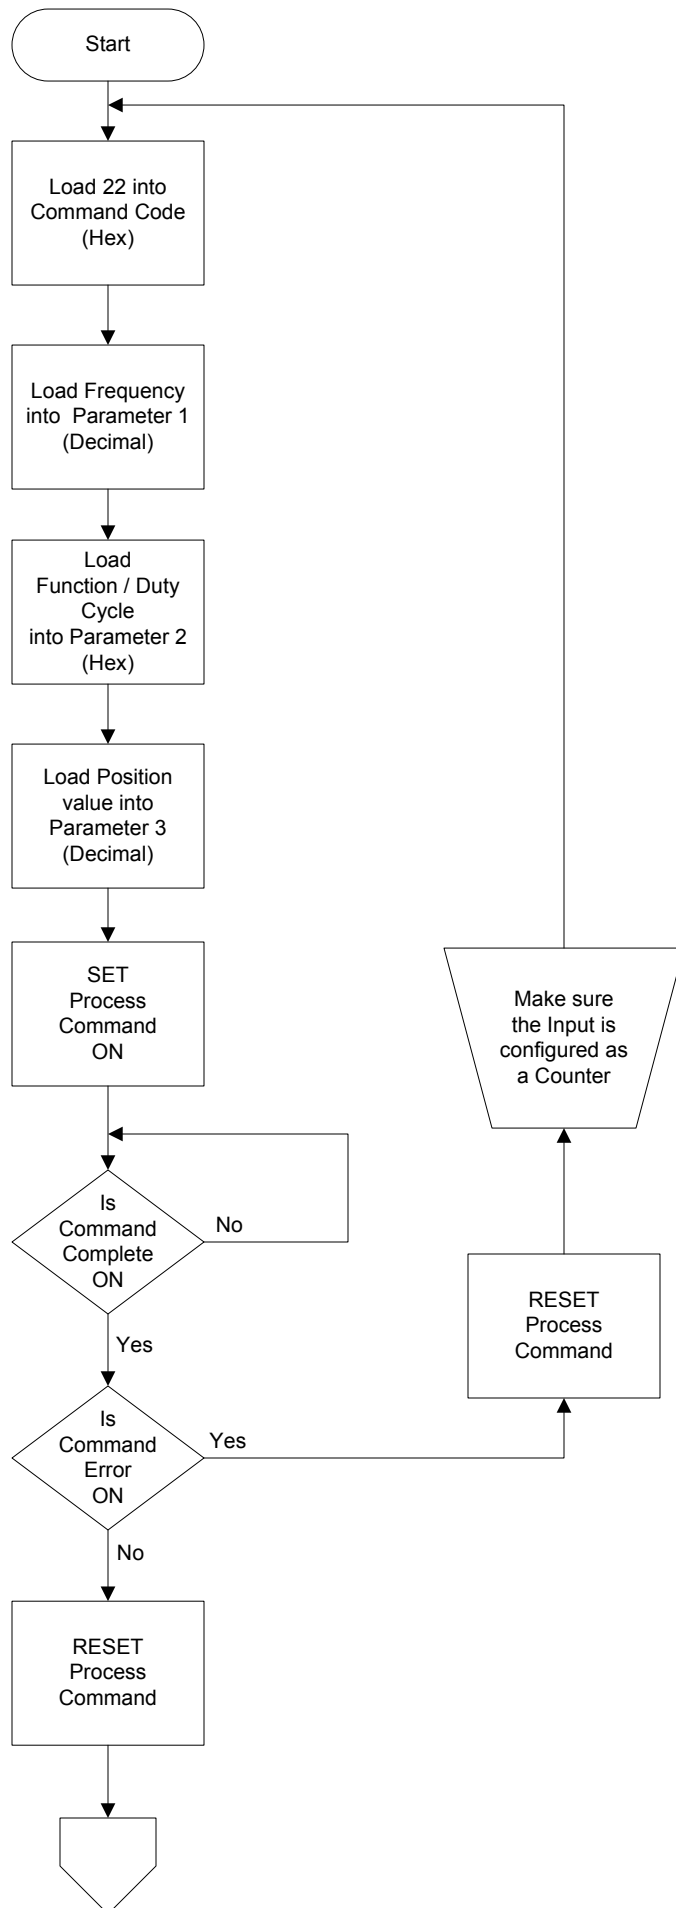 Start
Load 22 into
Command Code
(Hex)
Load Frequency
into  Parameter 1
(Decimal)
Load
Function / Duty
Cycle
into Parameter 2
(Hex)
Load Position
value into
Parameter 3
(Decimal)
SET
Process
Command
ON
Is
Command
Complete
ON
No
Yes
Is
Command
Error
ON
Yes
No
RESET
Process
Command
RESET
Process
Command
Make sure
the Input is
configured as
a Counter